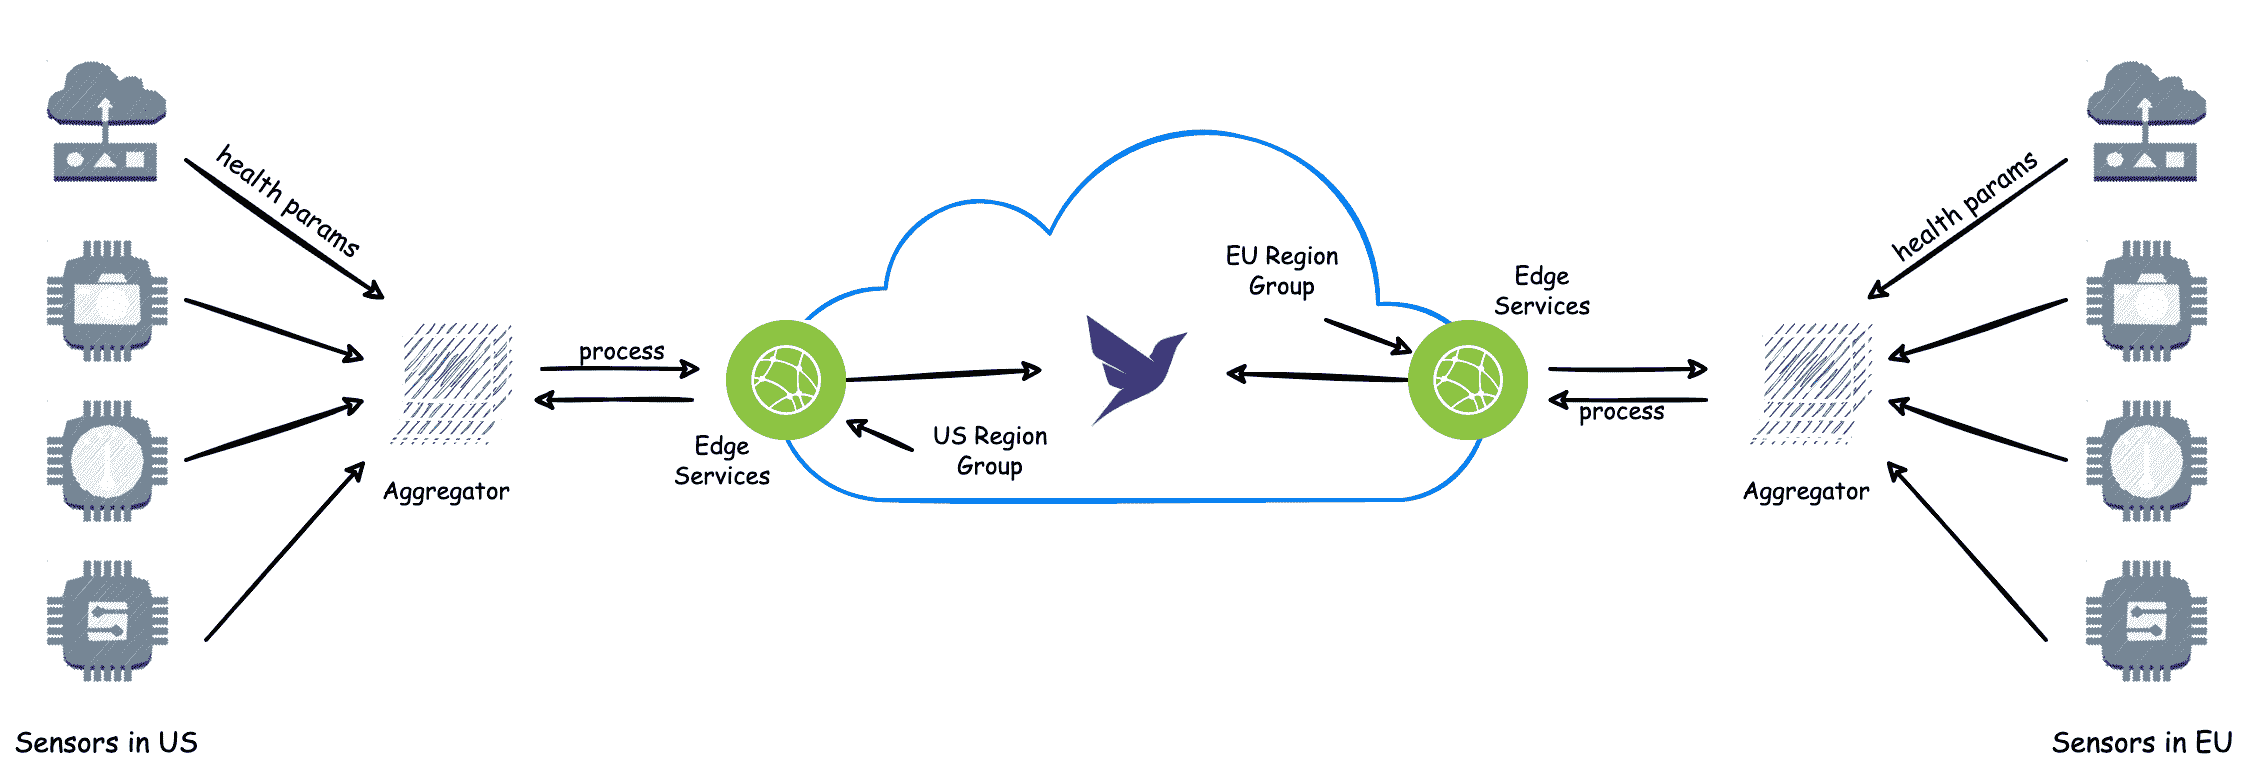 health params
health params
EU Region
Group
Edge
Services
process
process
Edge
Services
US Region
Group
Aggregator
Aggregator
Sensors in US
Sensors in EU